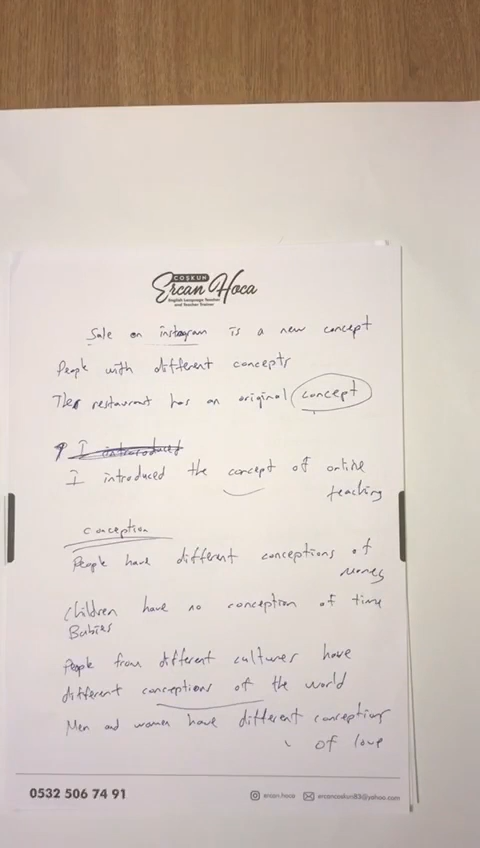 COSKUN
Ercan Hoca
English Language Teacher
and Teacher Trainer
Sale on instagram is a new concept
People with different concepts
The restaurant has an original concept
I introduced
I introduced the concept of online
teaching
conception
People have different conceptions of
money
Children have no conception of time
Babies
People from different cultures have
different conceptions of the world
Men and women have different conceptions
of love
0532 506 74 91
ercan.hoca
ercancoskun83@yahoo.com